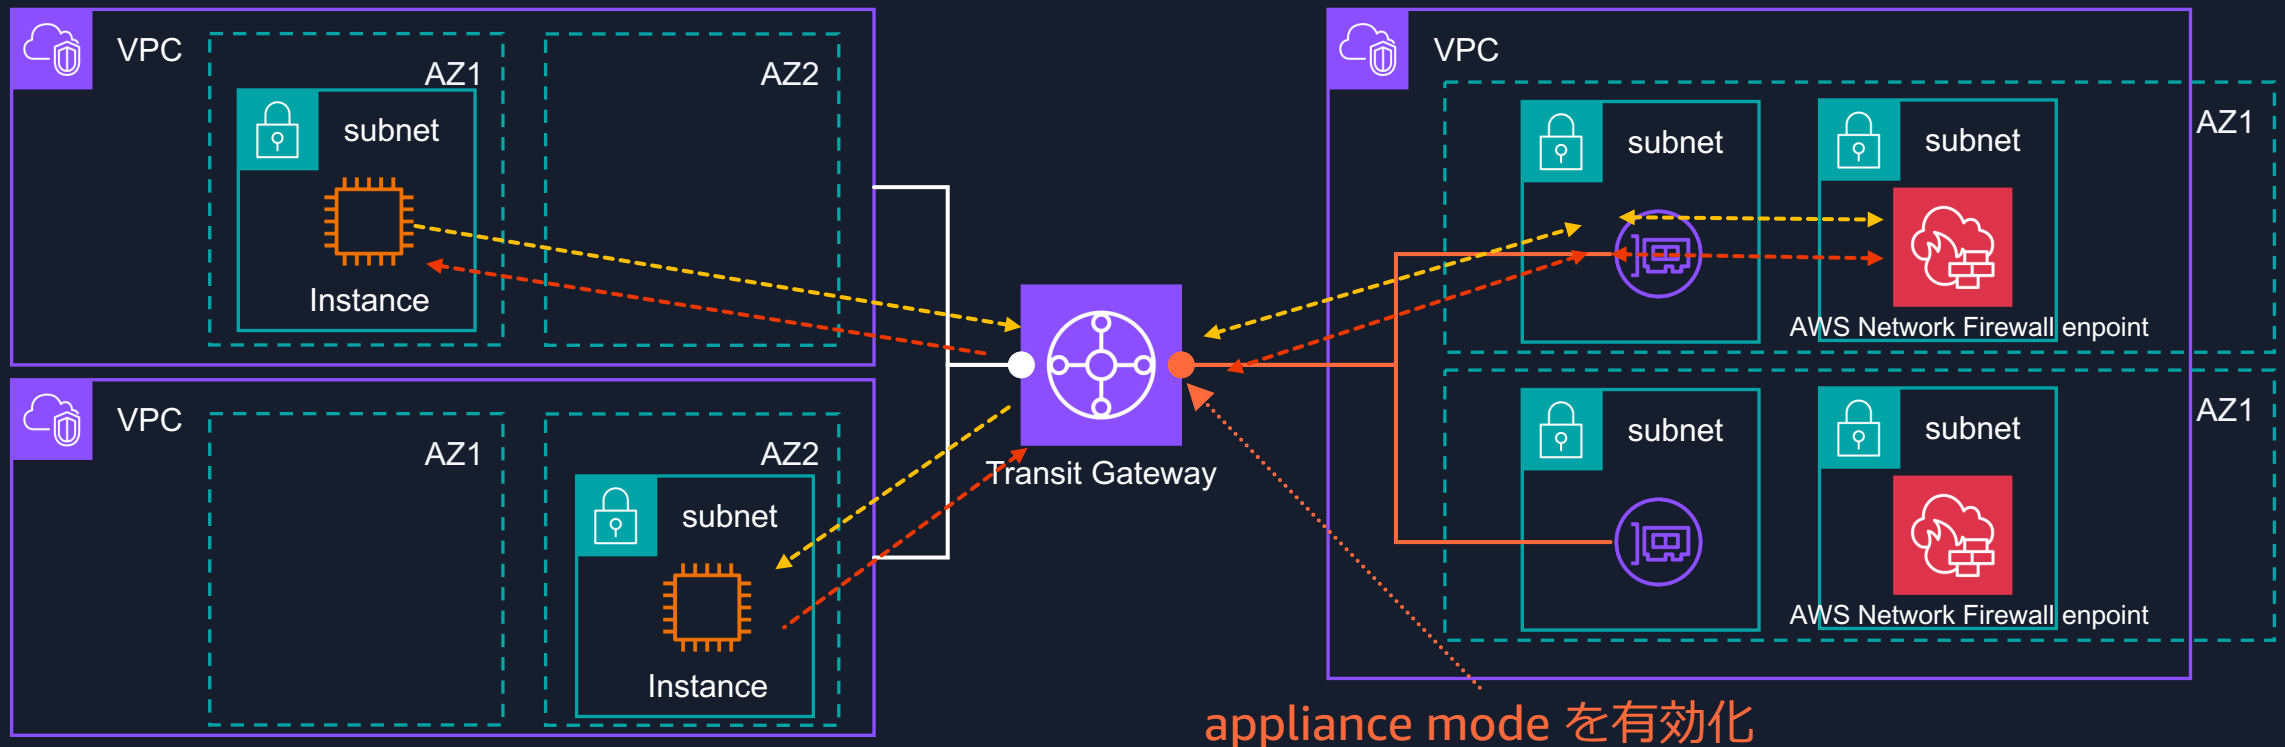 VPC
AZ1
AZ2
subnet
Instance
VPC
AZ1
AZ2
subnet
Instance
Transit Gateway
VPC
AZ1
subnet
subnet
AWS Network Firewall enpoint
AZ1
subnet
subnet
AWS Network Firewall enpoint
appliance mode を有効化